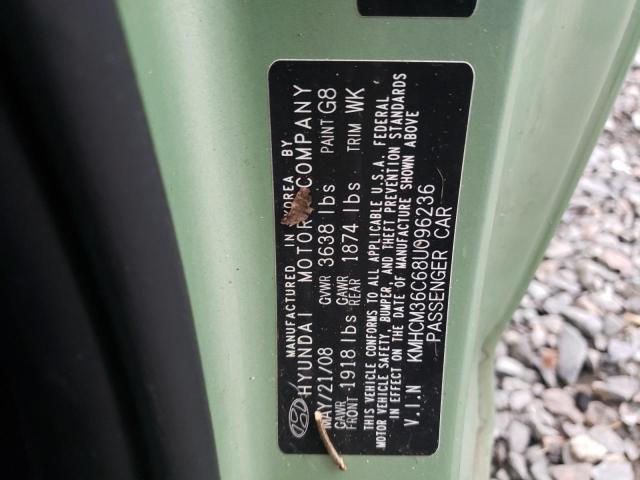 MANUFACTURED IN KOREA BY
HYUNDAI MOTOR COMPANY
MAY/21/08 GVWR 3638 lbs PAINT G8
GAWR FRONT 1918 lbs GAWR REAR 1874 lbs TRIM WK
THIS VEHICLE CONFORMS TO ALL APPLICABLE U.S.A. FEDERAL
MOTOR VEHICLE SAFETY, BUMPER, AND THEFT PREVENTION STANDARDS
IN EFFECT ON THE DATE OF MANUFACTURE SHOWN ABOVE
V.I.N KMHCM36C68U096236
PASSENGER CAR